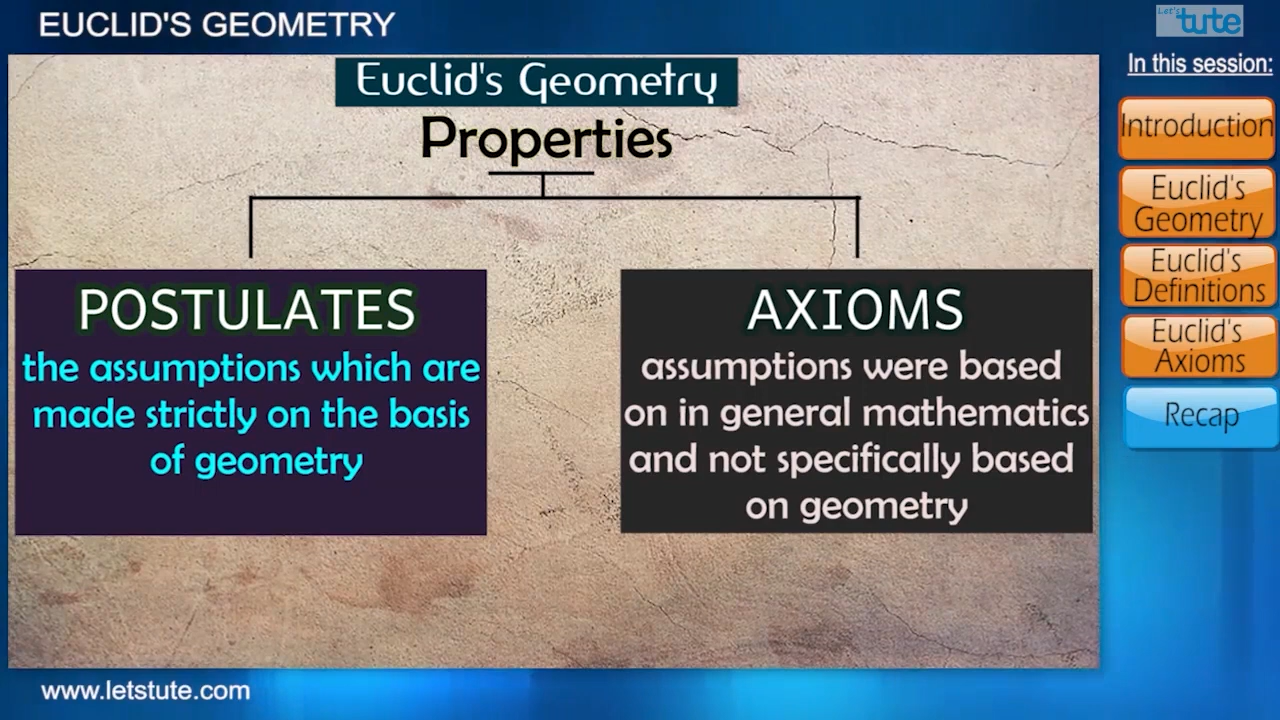 EUCLID'S GEOMETRY
Let's
tute
In this session:
Euclid's Geometry
Properties
POSTULATES
the assumptions which are
made strictly on the basis
of geometry
AXIOMS
assumptions were based
on in general mathematics
and not specifically based
on geometry
Introduction
Euclid's
Geometry
Euclid's
Definitions
Euclid's
Axioms
Recap
www.letstute.com